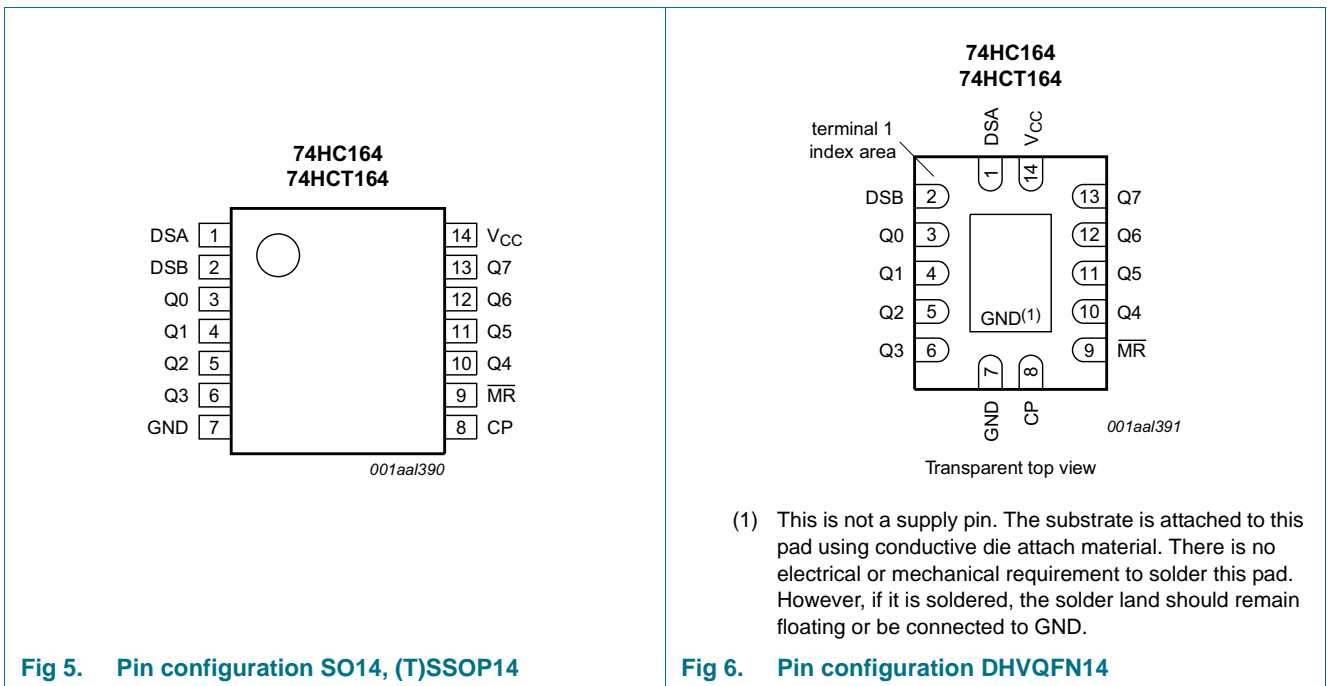 74HC164
74HCT164
DSA 1
DSB 2
Q0 3
Q1 4
Q2 5
Q3 6
GND 7
14 VCC
13 Q7
12 Q6
11 Q5
10 Q4
9 MR
8 CP
001aal390
Fig 5. Pin configuration SO14, (T)SSOP14
74HC164
74HCT164
terminal 1
index area
DSA
VCC
1
14
DSB 2
Q0 3
Q1 4
Q2 5
Q3 6
13 Q7
12 Q6
11 Q5
10 Q4
9 MR
GND(1)
7
8
GND
CP
001aal391
Transparent top view
(1) This is not a supply pin. The substrate is attached to this
pad using conductive die attach material. There is no
electrical or mechanical requirement to solder this pad.
However, if it is soldered, the solder land should remain
floating or be connected to GND.
Fig 6. Pin configuration DHVQFN14